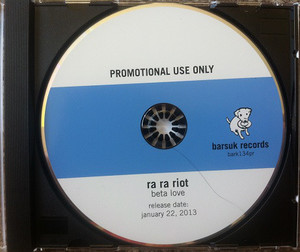 PROMOTIONAL USE ONLY
barsuk records
bark134pr
ra ra riot
beta love
release date:
january 22, 2013